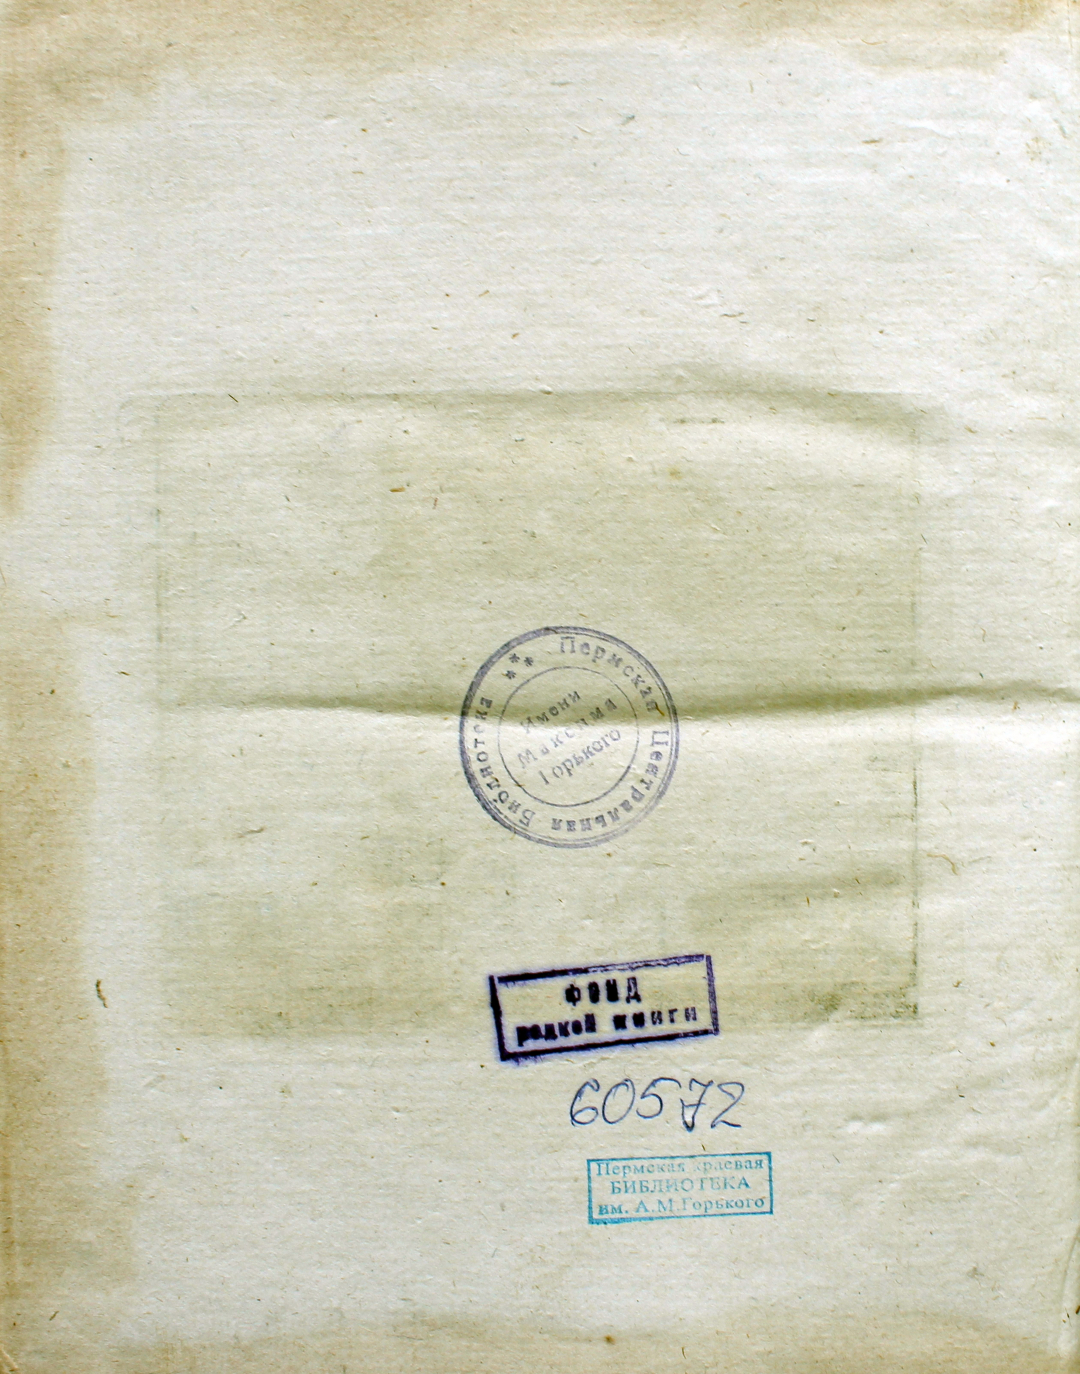 Пермская Центральная Библиотека
Имени
Максима
Горького
ФОНД
редкой книги
60572
Пермская краевая
БИБЛИОТЕКА
им. А.М.Горького